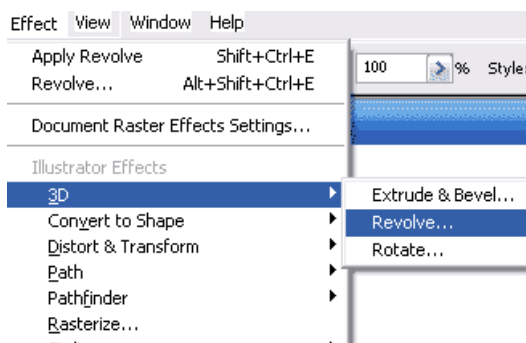 Effect View Window Help
Apply Revolve Shift+Ctrl+E
Revolve... Alt+Shift+Ctrl+E
100 % Style:
Document Raster Effects Settings...
Illustrator Effects
3D
Extrude & Bevel...
Convert to Shape
Revolve...
Distort & Transform
Rotate...
Path
Pathfinder
Rasterize...